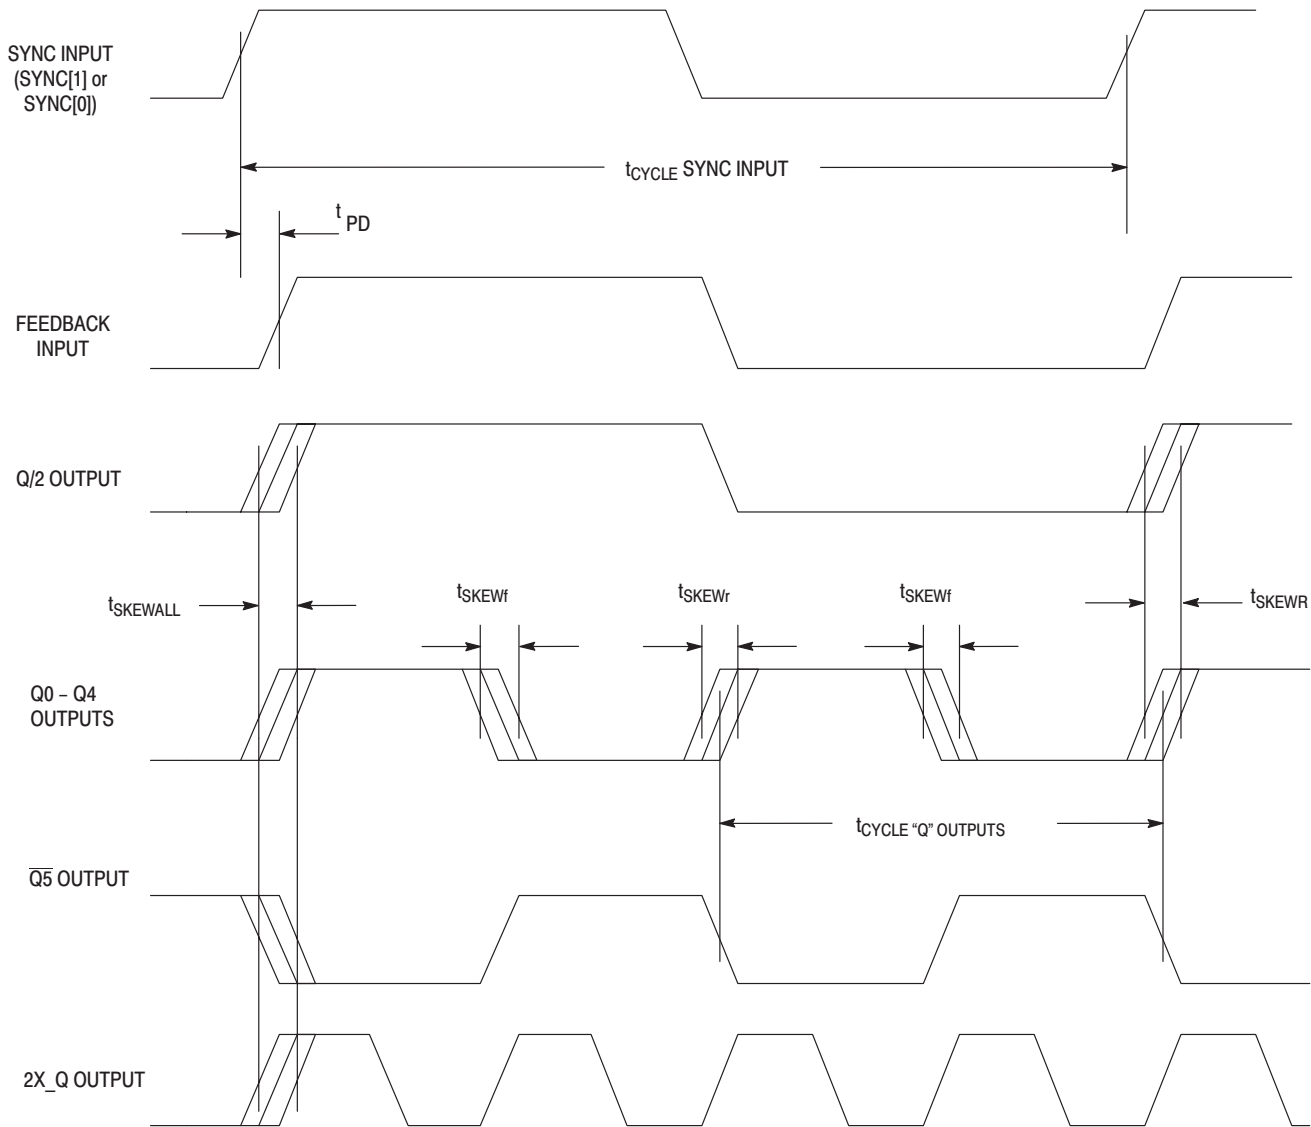 SYNC INPUT
(SYNC[1] or
SYNC[0])
tCYCLE SYNC INPUT
t PD
FEEDBACK
INPUT
Q/2 OUTPUT
tSKEWALL
tSKEWf
tSKEWr
tSKEWf
tSKEWR
Q0 – Q4
OUTPUTS
tCYCLE “Q” OUTPUTS
Q5 OUTPUT
2X_Q OUTPUT